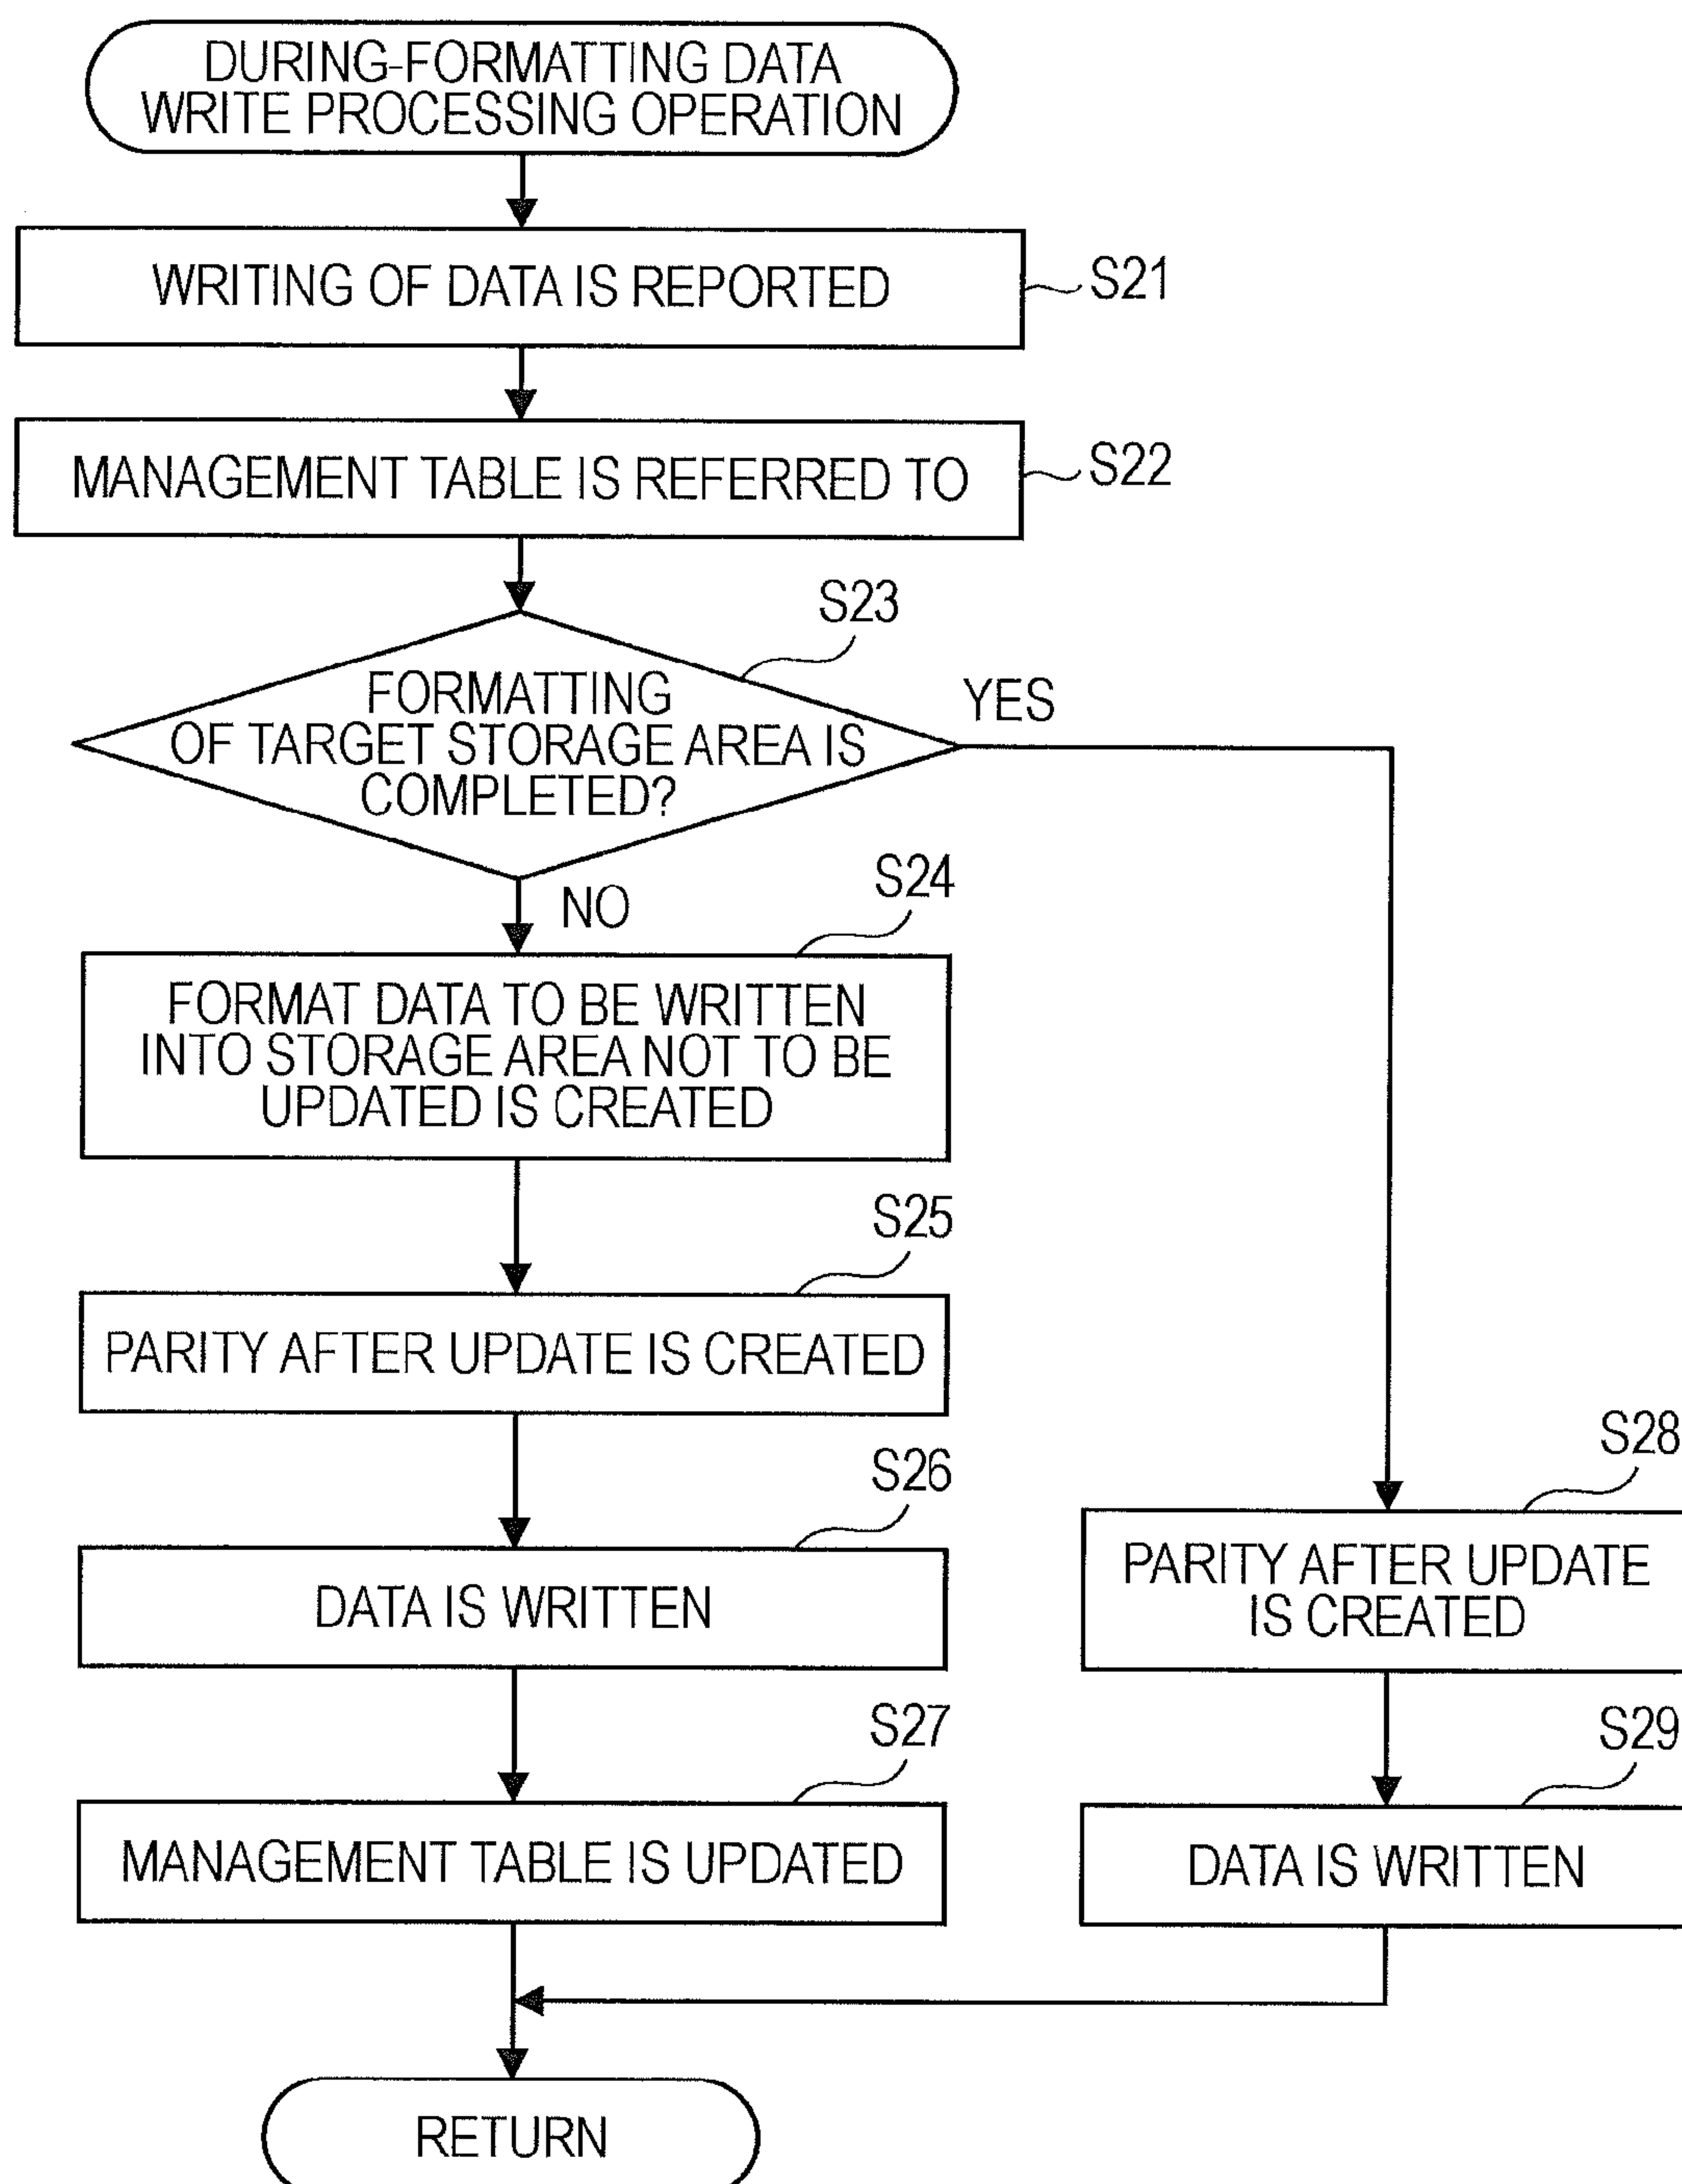 DURING-FORMATTING DATA
WRITE PROCESSING OPERATION
WRITING OF DATA IS REPORTED
S21
MANAGEMENT TABLE IS REFERRED TO
S22
S23
FORMATTING
OF TARGET STORAGE AREA IS
COMPLETED?
YES
NO
S24
FORMAT DATA TO BE WRITTEN
INTO STORAGE AREA NOT TO BE
UPDATED IS CREATED
S25
PARITY AFTER UPDATE IS CREATED
S26
DATA IS WRITTEN
S27
MANAGEMENT TABLE IS UPDATED
S28
PARITY AFTER UPDATE
IS CREATED
S29
DATA IS WRITTEN
RETURN